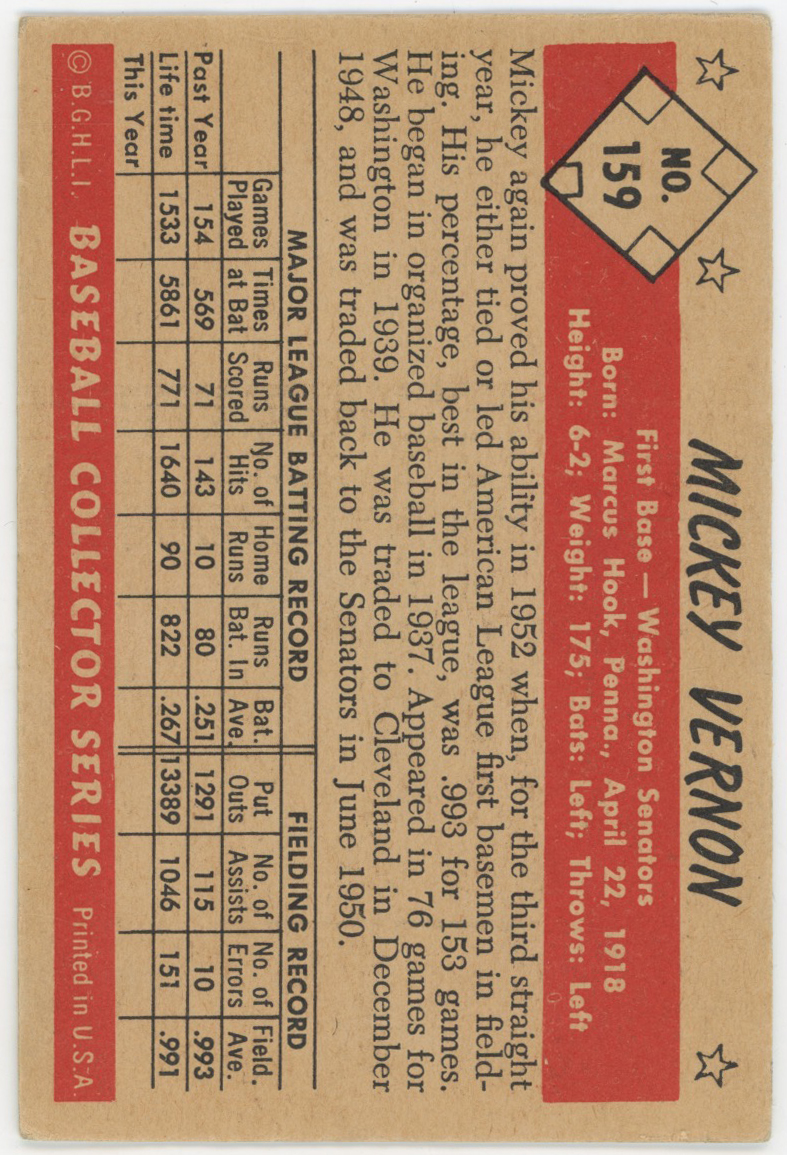 MICKEY VERNON
NO.
159
First Base — Washington Senators
Born: Marcus Hook, Penna., April 22, 1918
Height: 6-2; Weight: 175; Bats: Left; Throws: Left
Mickey again proved his ability in 1952 when, for the third straight
year, he either tied or led American League first basemen in field-
ing. His percentage, best in the league, was .993 for 153 games.
He began in organized baseball in 1937. Appeared in 76 games for
Washington in 1939. He was traded to Cleveland in December
1948, and was traded back to the Senators in June 1950.
MAJOR LEAGUE BATTING RECORD FIELDING RECORD
Games Times Runs No. of Home Runs Bat. Put No. of No. of Field.
Played at Bat Scored Hits Runs Bat. In Ave. Outs Assists Errors Ave.
Past Year 154 569 71 143 10 80 .251 1291 115 10 .993
Life time 1533 5861 771 1640 90 822 .267 13389 1046 151 .991
This Year
© B.G.H.L.I. BASEBALL COLLECTOR SERIES Printed in U.S.A.